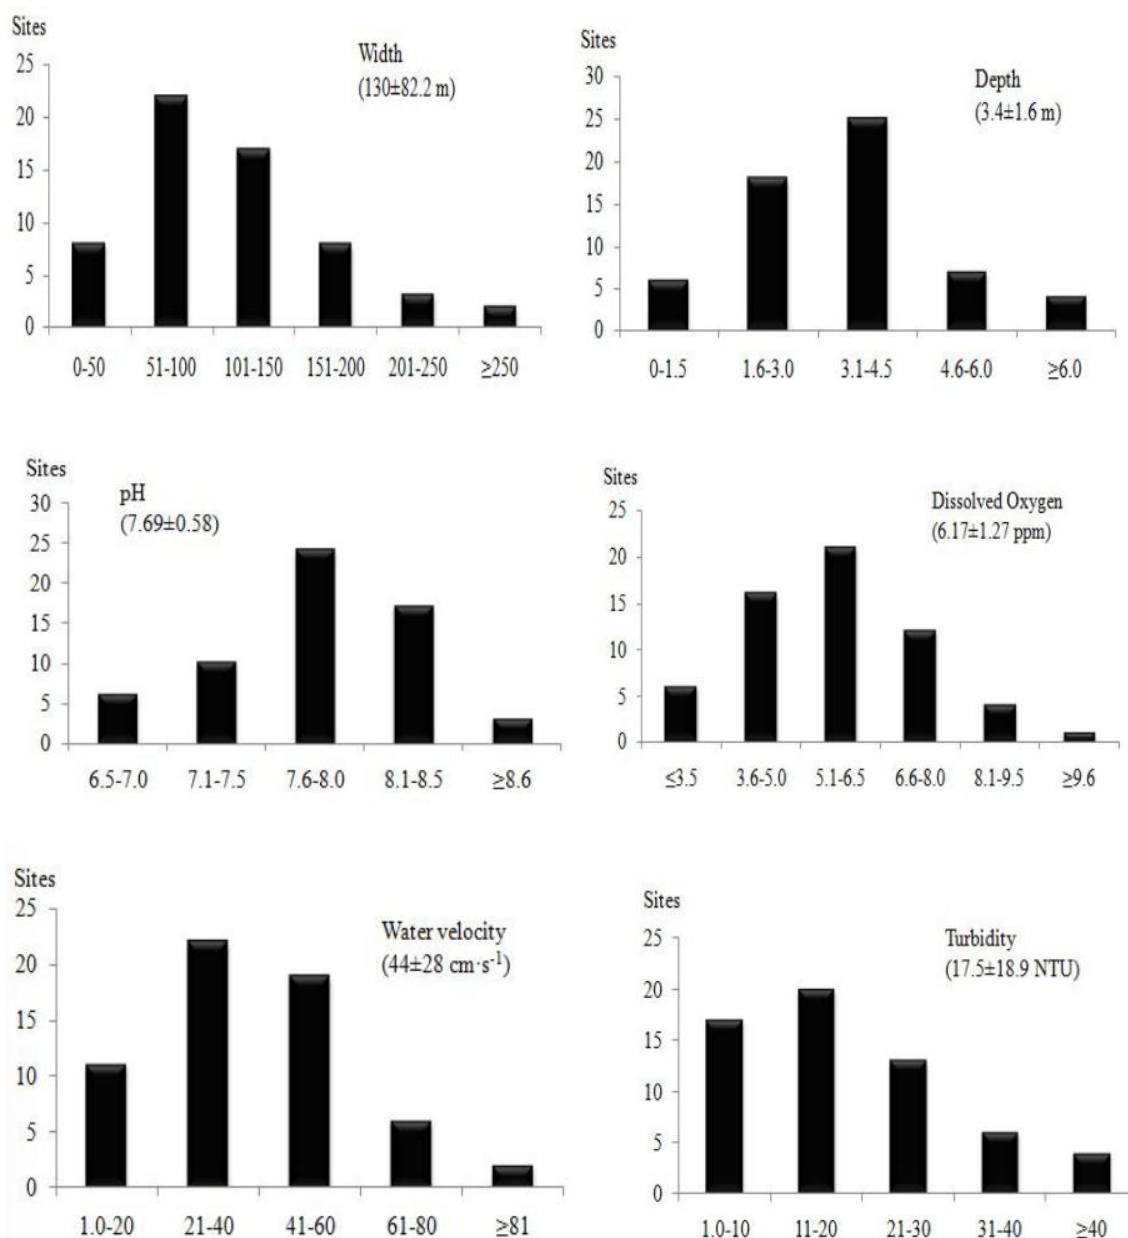 Sites
Width
(130±82.2 m)
25
20
15
10
5
0
0-50 51-100 101-150 151-200 201-250 ≥250
Sites
Depth
(3.4±1.6 m)
30
25
20
15
10
5
0
0-1.5 1.6-3.0 3.1-4.5 4.6-6.0 ≥6.0
Sites
pH
(7.69±0.58)
30
25
20
15
10
5
0
6.5-7.0 7.1-7.5 7.6-8.0 8.1-8.5 ≥8.6
Sites
Dissolved Oxygen
(6.17±1.27 ppm)
25
20
15
10
5
0
≤3.5 3.6-5.0 5.1-6.5 6.6-8.0 8.1-9.5 ≥9.6
Sites
Water velocity
(44±28 cm·s⁻¹)
25
20
15
10
5
0
1.0-20 21-40 41-60 61-80 ≥81
Sites
Turbidity
(17.5±18.9 NTU)
25
20
15
10
5
0
1.0-10 11-20 21-30 31-40 ≥40